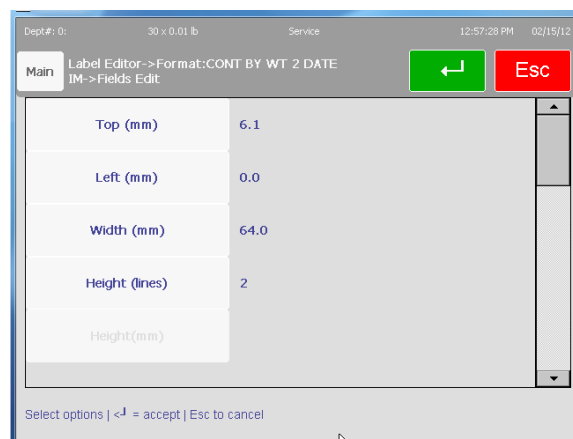 Dept#: 0: 30 x 0.01 lb Service 12:57:28 PM 02/15/12
Main Label Editor->Format:CONT BY WT 2 DATE Esc
IM->Fields Edit
Top (mm) 6.1
Left (mm) 0.0
Width (mm) 64.0
Height (lines) 2
Height(mm)
Select options | <┘ = accept | Esc to cancel